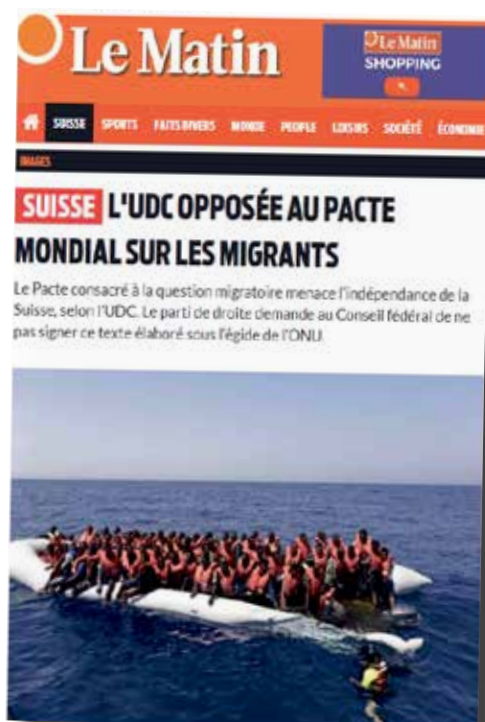 Le Matin
Le Matin
SHOPPING
SUISSE SPORTS FAITS DIVERS MONDE PEOPLE LOISIRS SOCIÉTÉ ÉCONOMIE
IMAGES
SUISSE L'UDC OPPOSÉE AU PACTE
MONDIAL SUR LES MIGRANTS
Le Pacte consacré à la question migratoire menace l'indépendance de la
Suisse, selon l'UDC. Le parti de droite demande au Conseil fédéral de ne
pas signer ce texte élaboré sous l'égide de l'ONU.